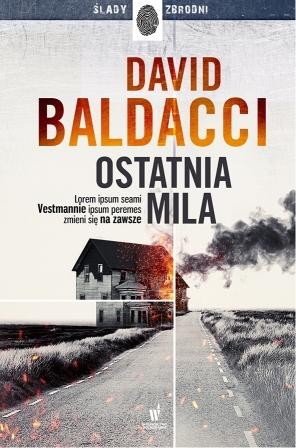 ŚLADY ZBRODNI
DAVID
BALDACCI
OSTATNIA
MILA
Lorem ipsum seami
Vestmannie ipsum peremes
zmieni się na zawsze